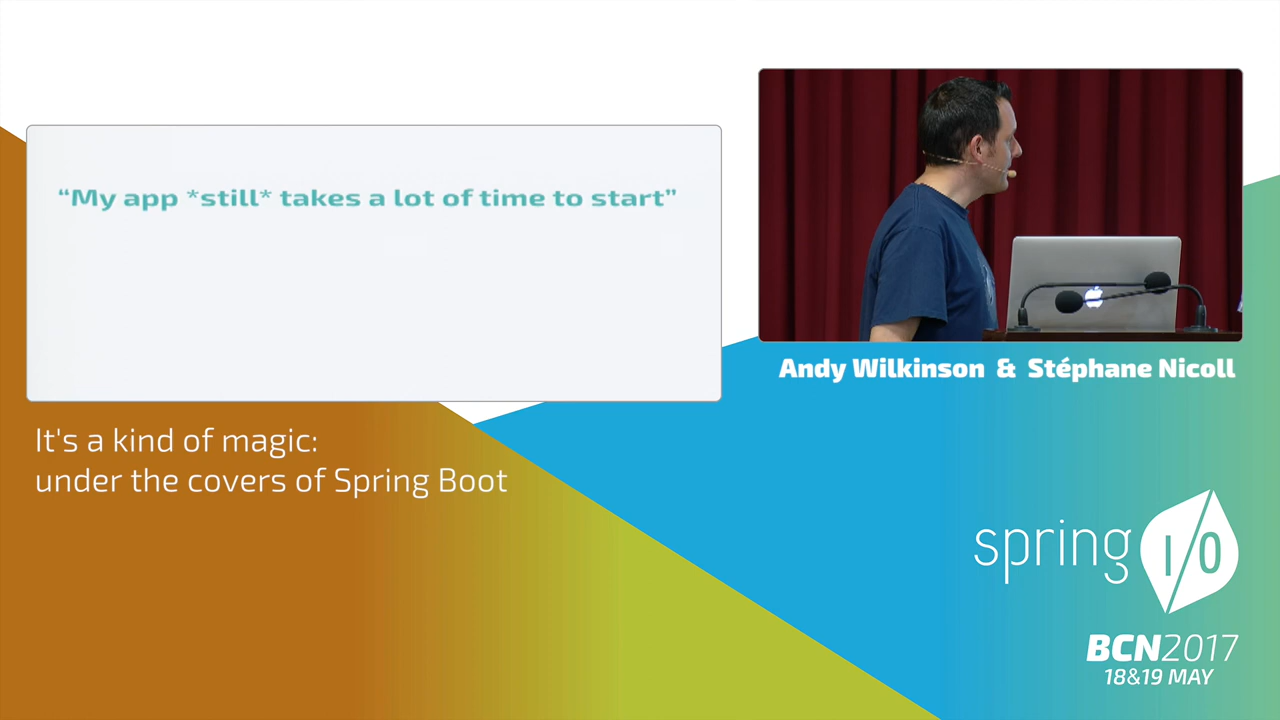 “My app *still* takes a lot of time to start”
Andy Wilkinson & Stéphane Nicoll
It's a kind of magic:
under the covers of Spring Boot
spring I/O
BCN2017
18&19 MAY